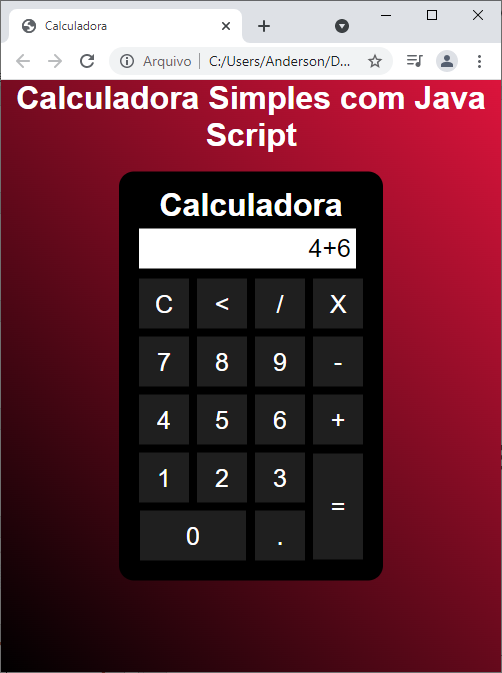 Calculadora
Arquivo | C:/Users/Anderson/D...
Calculadora Simples com Java
Script
Calculadora
4+6
C < / X
7 8 9 -
4 5 6 +
1 2 3
=
0 .